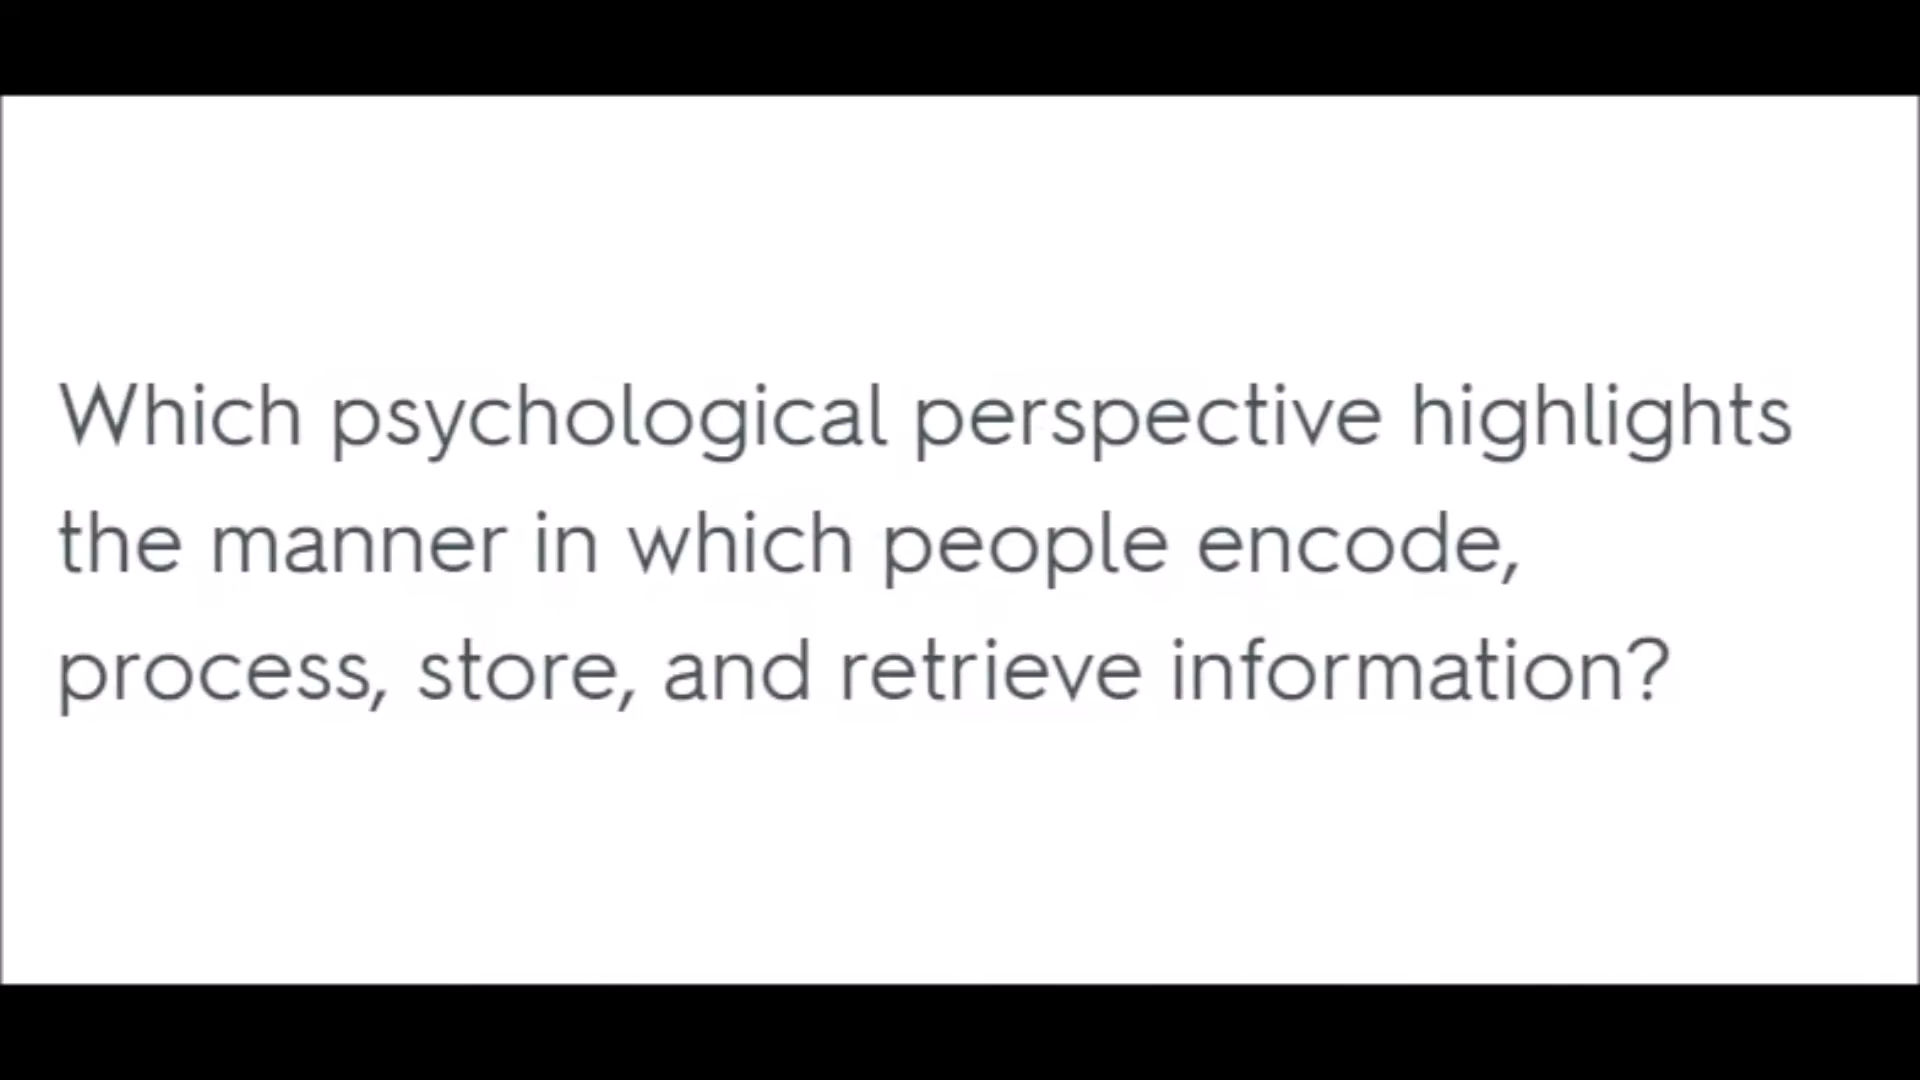 Which psychological perspective highlights
the manner in which people encode,
process, store, and retrieve information?